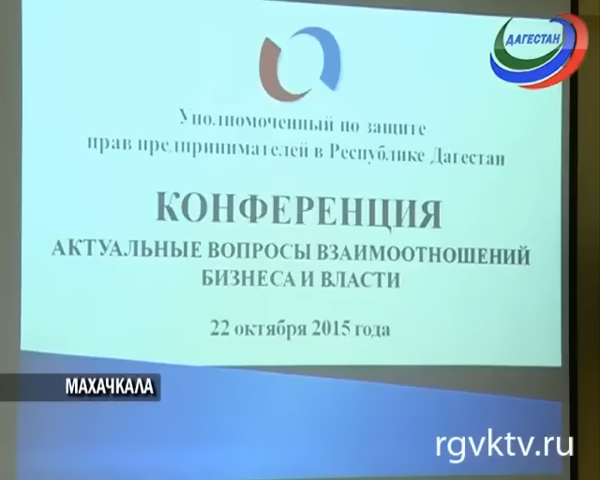 ДАГЕСТАН
Уполномоченный по защите
прав предпринимателей в Республике Дагестан
КОНФЕРЕНЦИЯ
АКТУАЛЬНЫЕ ВОПРОСЫ ВЗАИМООТНОШЕНИЙ
БИЗНЕСА И ВЛАСТИ
22 октября 2015 года
МАХАЧКАЛА
rgvktv.ru